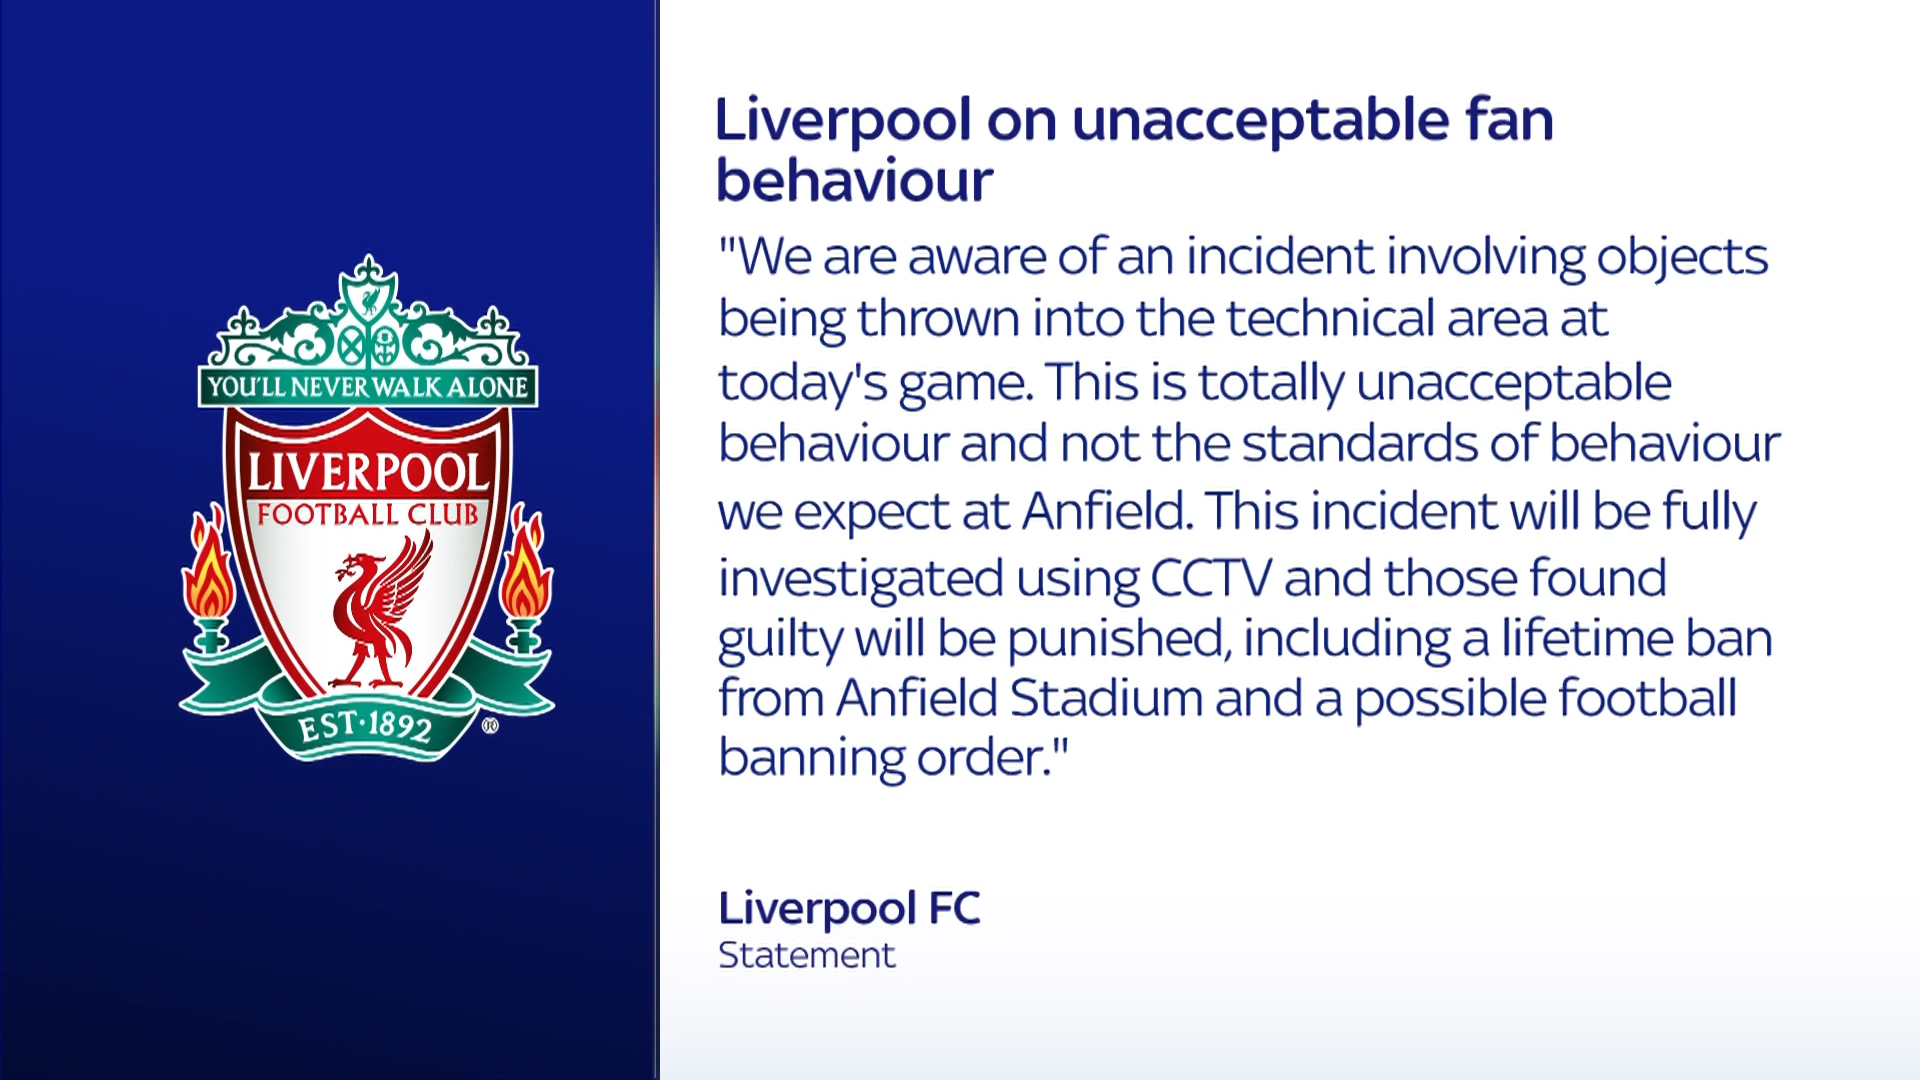 YOU'LL NEVER WALK ALONE
LIVERPOOL
FOOTBALL CLUB
EST·1892
®
Liverpool on unacceptable fan
behaviour
"We are aware of an incident involving objects
being thrown into the technical area at
today's game. This is totally unacceptable
behaviour and not the standards of behaviour
we expect at Anfield. This incident will be fully
investigated using CCTV and those found
guilty will be punished, including a lifetime ban
from Anfield Stadium and a possible football
banning order."
Liverpool FC
Statement